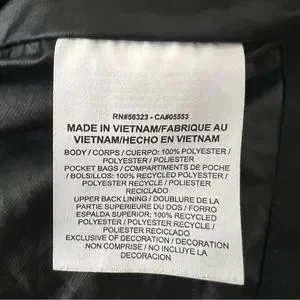 RN#56323 - CA#05553
MADE IN VIETNAM/FABRIQUE AU
VIETNAM/HECHO EN VIETNAM
BODY / CORPS / CUERPO: 100% POLYESTER /
POLYESTER / POLIESTER
POCKET BAGS / COMPARTIMENTS DE POCHE
/ BOLSILLOS: 100% RECYCLED POLYESTER /
POLYESTER RECYCLÉ / POLIESTER
RECICLADO
UPPER BACK LINING / DOUBLURE DE LA
PARTIE SUPERIEURE DU DOS / FORRO
ESPALDA SUPERIOR: 100% RECYCLED
POLYESTER / POLYESTER RECYCLE /
POLIESTER RECICLADO
EXCLUSIVE OF DECORATION / DECORATION
NON COMPRISE / NO INCLUYE LA
DECORACION